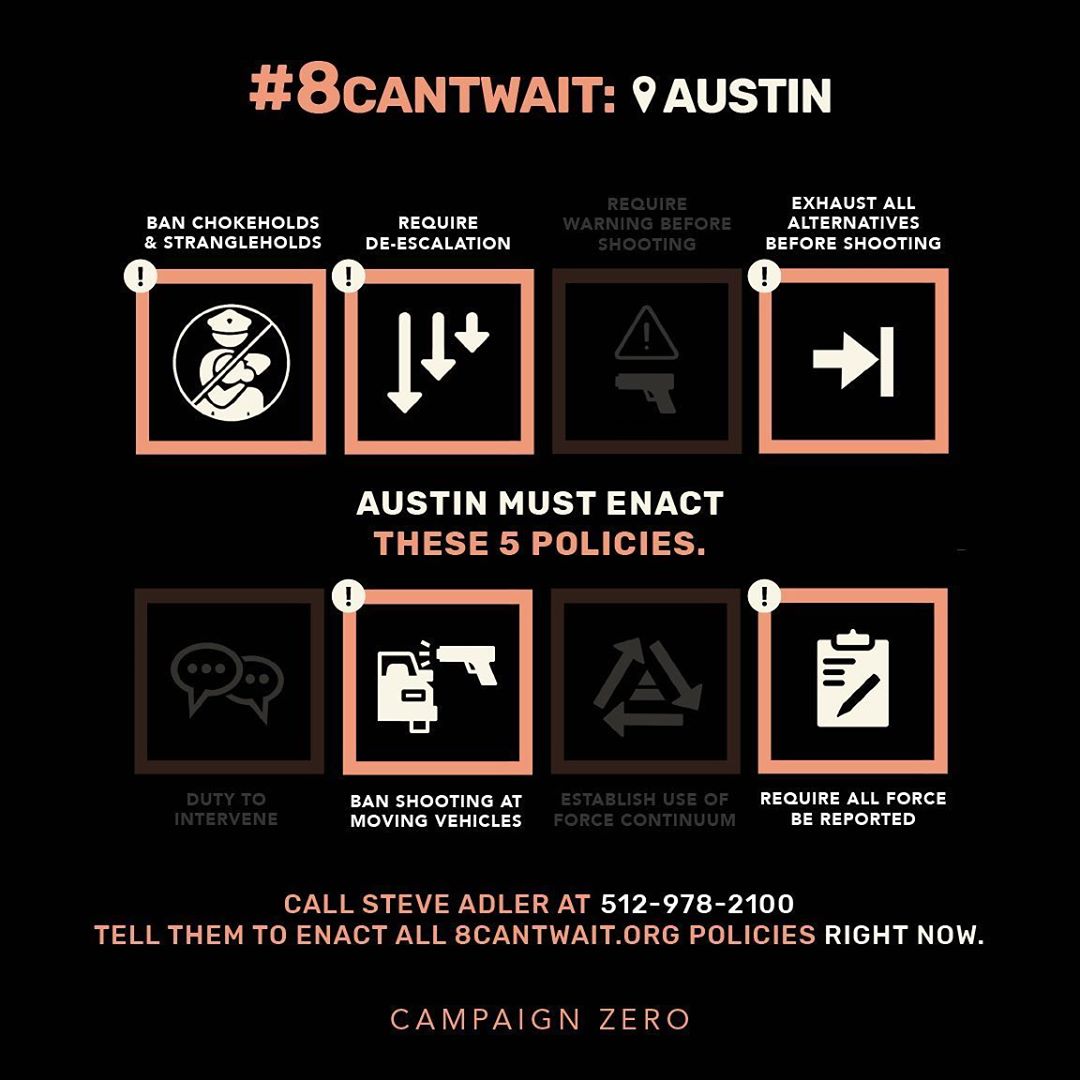 #8CANTWAIT: AUSTIN
BAN CHOKEHOLDS
& STRANGLEHOLDS
REQUIRE
DE-ESCALATION
REQUIRE
WARNING BEFORE
SHOOTING
EXHAUST ALL
ALTERNATIVES
BEFORE SHOOTING
!
!
!
!
AUSTIN MUST ENACT
THESE 5 POLICIES.
!
!
DUTY TO
INTERVENE
BAN SHOOTING AT
MOVING VEHICLES
ESTABLISH USE OF
FORCE CONTINUUM
REQUIRE ALL FORCE
BE REPORTED
CALL STEVE ADLER AT 512-978-2100
TELL THEM TO ENACT ALL 8CANTWAIT.ORG POLICIES RIGHT NOW.
CAMPAIGN ZERO